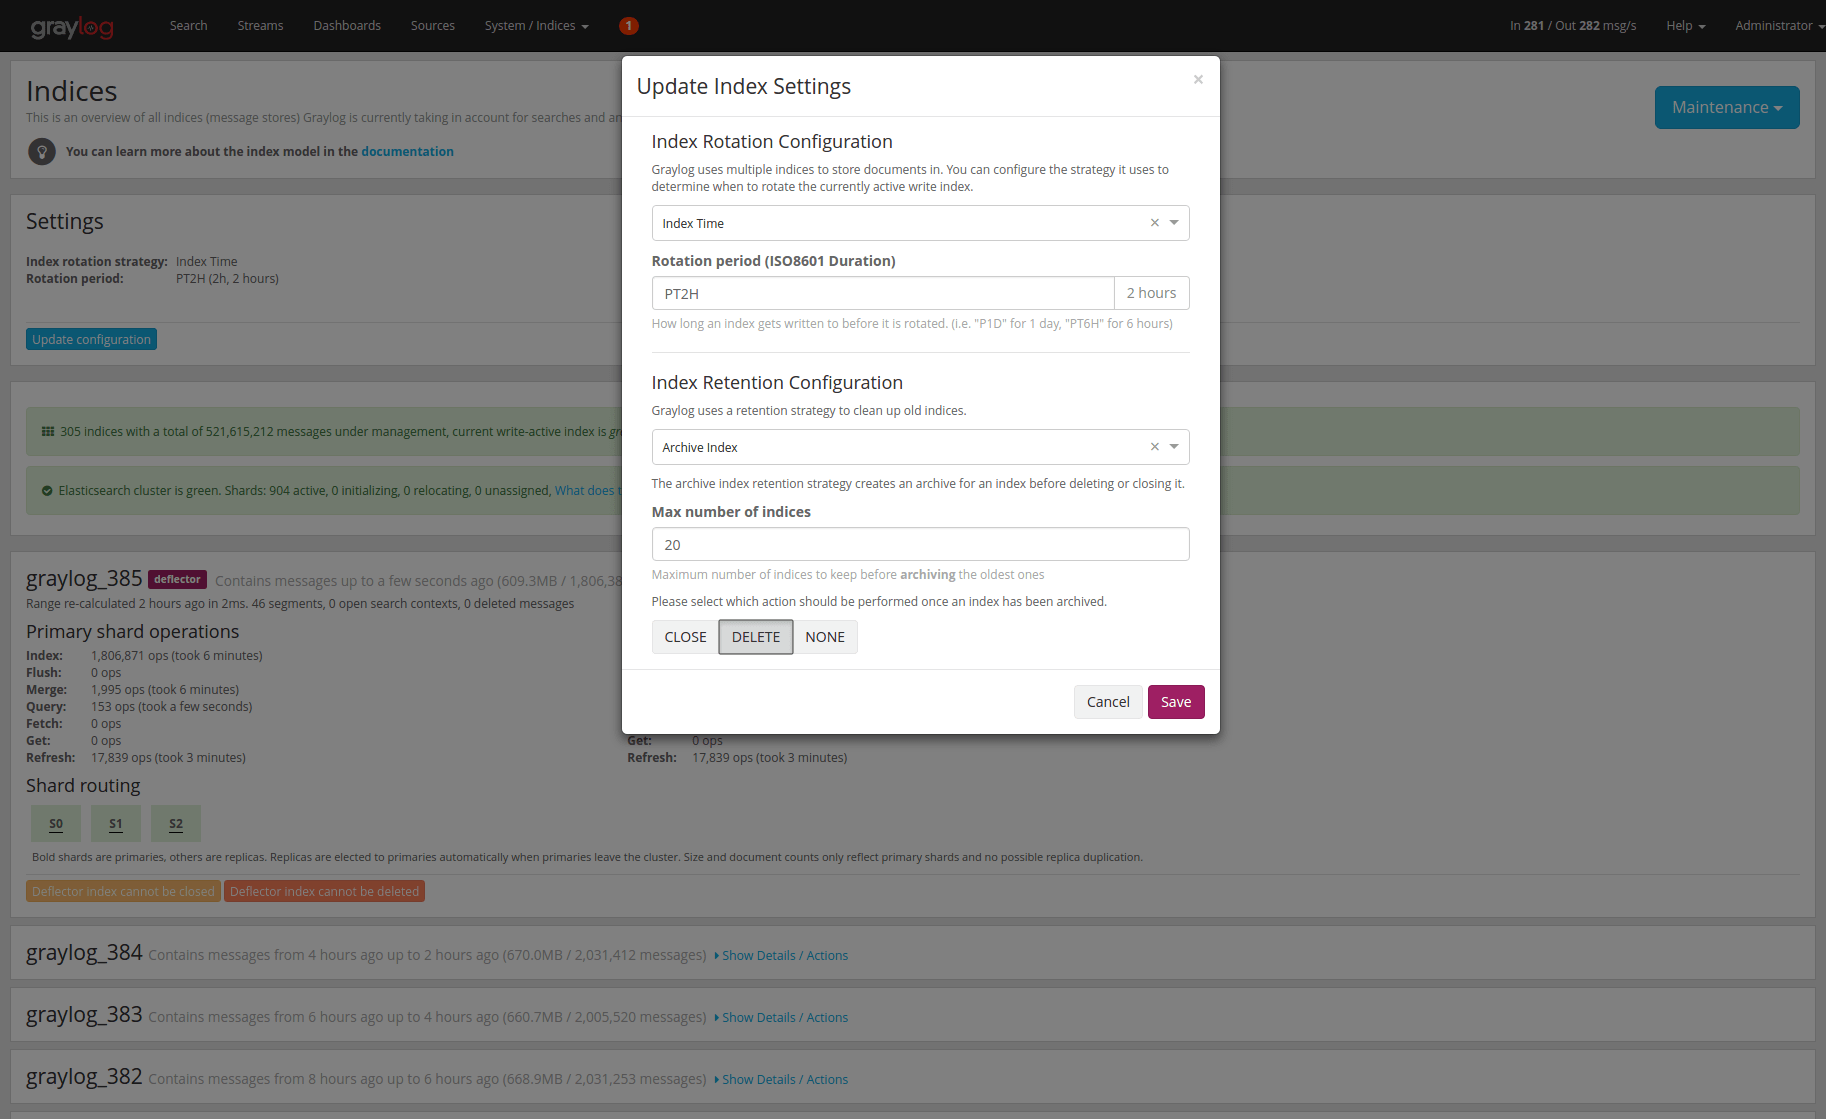 graylog
Search Streams Dashboards Sources System / Indices 1 In 281 / Out 282 msg/s Help Administrator
Indices
This is an overview of all indices (message stores) Graylog is currently taking in account for searches and
You can learn more about the index model in the documentation
Maintenance
Settings
Index rotation strategy: Index Time
Rotation period: PT2H (2h, 2 hours)
Update configuration
305 indices with a total of 521,615,212 messages under management, current write-active index is
Elasticsearch cluster is green. Shards: 904 active, 0 initializing, 0 relocating, 0 unassigned, What does
graylog_385 deflector Contains messages up to a few seconds ago (609.3MB / 1,806,38
Range re-calculated 2 hours ago in 2ms. 46 segments, 0 open search contexts, 0 deleted messages
Primary shard operations
Index: 1,806,871 ops (took 6 minutes)
Flush: 0 ops
Merge: 1,995 ops (took 6 minutes)
Query: 153 ops (took a few seconds)
Fetch: 0 ops
Get: 0 ops
Refresh: 17,839 ops (took 3 minutes)
Get: 0 ops
Refresh: 17,839 ops (took 3 minutes)
Shard routing
S0 S1 S2
Bold shards are primaries, others are replicas. Replicas are elected to primaries automatically when primaries leave the cluster. Size and document counts only reflect primary shards and no possible replica duplication.
Deflector index cannot be closed Deflector index cannot be deleted
graylog_384 Contains messages from 4 hours ago up to 2 hours ago (670.0MB / 2,031,412 messages) Show Details / Actions
graylog_383 Contains messages from 6 hours ago up to 4 hours ago (660.7MB / 2,005,520 messages) Show Details / Actions
graylog_382 Contains messages from 8 hours ago up to 6 hours ago (668.9MB / 2,031,253 messages) Show Details / Actions
Update Index Settings ×
Index Rotation Configuration
Graylog uses multiple indices to store documents in. You can configure the strategy it uses to
determine when to rotate the currently active write index.
Index Time ×
Rotation period (ISO8601 Duration)
PT2H 2 hours
How long an index gets written to before it is rotated. (i.e. "P1D" for 1 day, "PT6H" for 6 hours)
Index Retention Configuration
Graylog uses a retention strategy to clean up old indices.
Archive Index ×
The archive index retention strategy creates an archive for an index before deleting or closing it.
Max number of indices
20
Maximum number of indices to keep before archiving the oldest ones
Please select which action should be performed once an index has been archived.
CLOSE DELETE NONE
Cancel Save